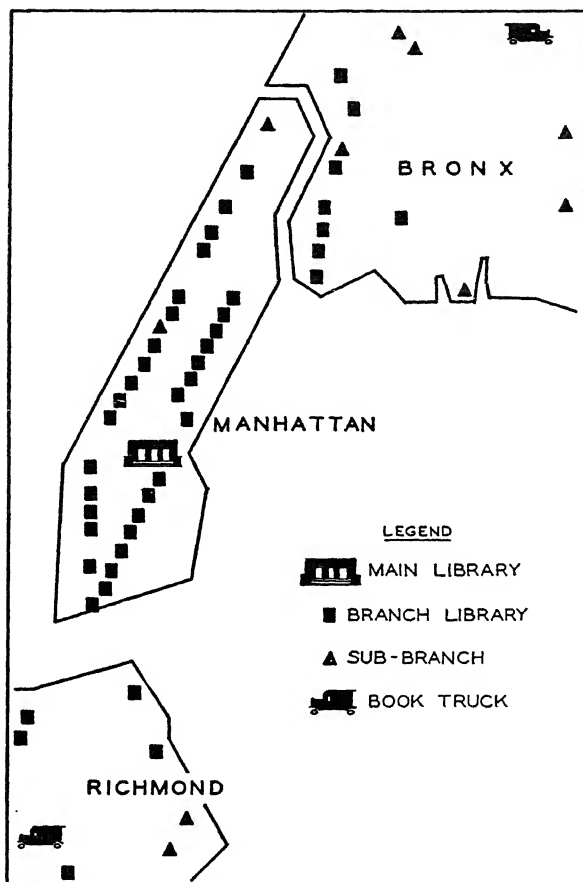 BRONX
MANHATTAN
LEGEND
MAIN LIBRARY
BRANCH LIBRARY
SUB-BRANCH
BOOK TRUCK
RICHMOND